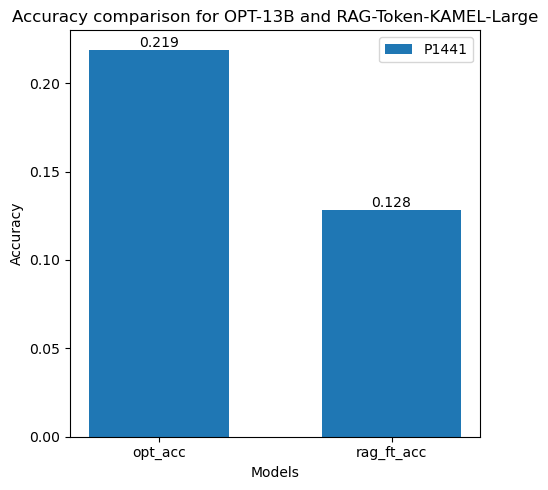 Accuracy comparison for OPT-13B and RAG-Token-KAMEL-Large
P1441
0.219
0.128
0.20
0.15
0.10
0.05
0.00
Accuracy
opt_acc
rag_ft_acc
Models